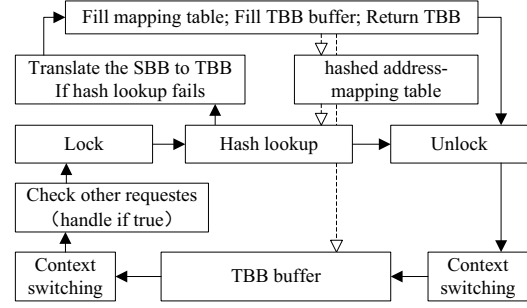 Fill mapping table; Fill TBB buffer; Return TBB
Translate the SBB to TBB
If hash lookup fails
hashed address-
mapping table
Lock
Hash lookup
Unlock
Check other requestes
（handle if true）
Context
switching
TBB buffer
Context
switching